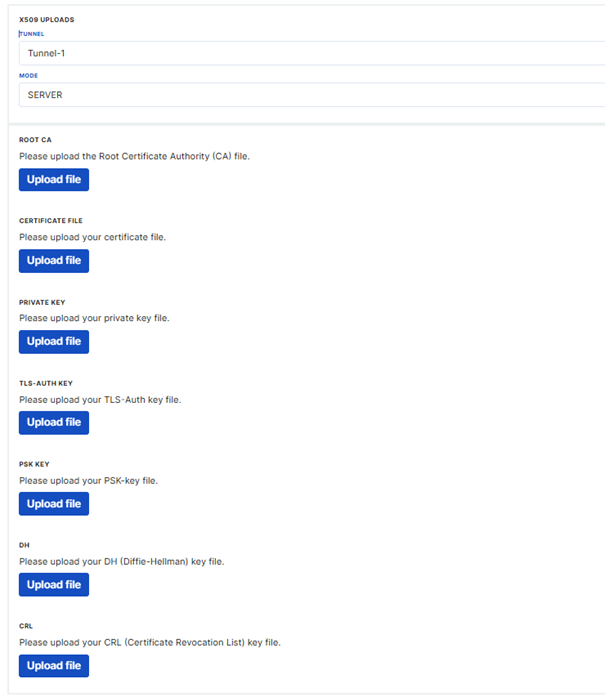 X509 UPLOADS
TUNNEL
Tunnel-1
MODE
SERVER
ROOT CA
Please upload the Root Certificate Authority (CA) file.
Upload file
CERTIFICATE FILE
Please upload your certificate file.
Upload file
PRIVATE KEY
Please upload your private key file.
Upload file
TLS-AUTH KEY
Please upload your TLS-Auth key file.
Upload file
PSK KEY
Please upload your PSK-key file.
Upload file
DH
Please upload your DH (Diffie-Hellman) key file.
Upload file
CRL
Please upload your CRL (Certificate Revocation List) key file.
Upload file